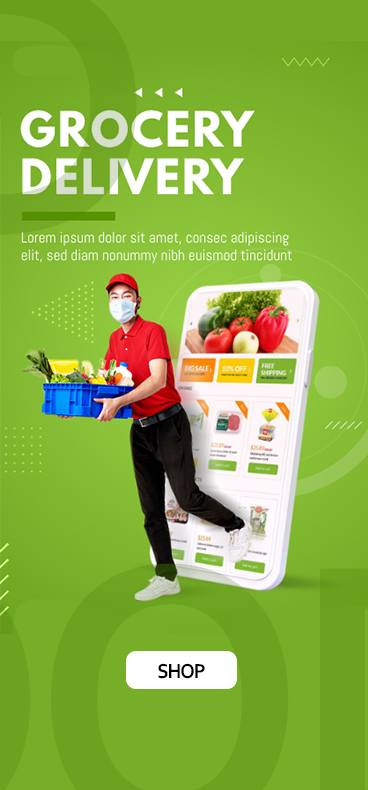 GROCERY
DELIVERY
Lorem ipsum dolor sit amet, consec adipiscing
elit, sed diam nonummy nibh euismod tincidunt
BIG SALE
10% OFF
FREE
SHIPPING
SHOP